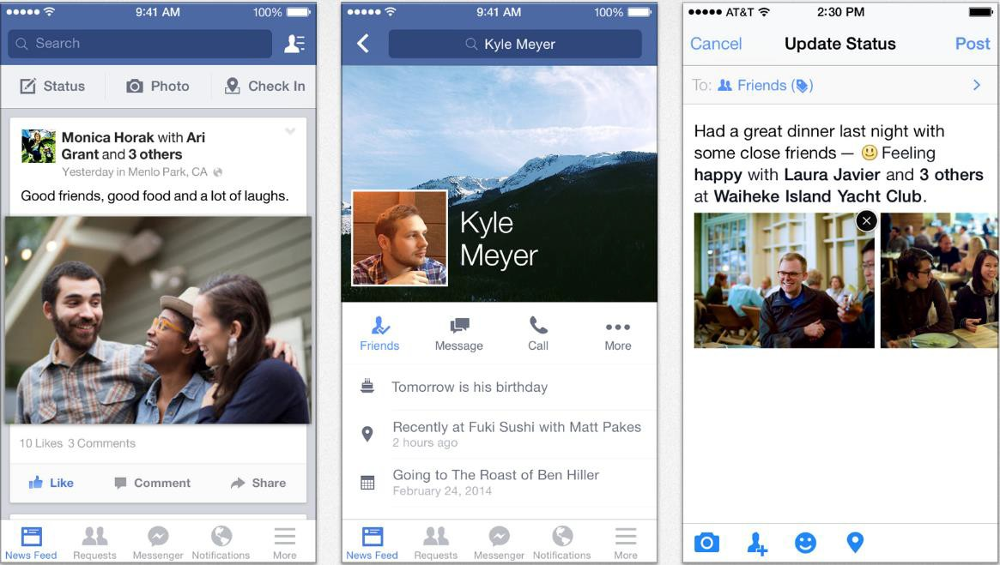 9:41 AM
100%
Search
Status
Photo
Check In
Monica Horak with Ari
Grant and 3 others
Yesterday in Menlo Park, CA
Good friends, good food and a lot of laughs.
10 Likes 3 Comments
Like
Comment
Share
News Feed
Requests
Messenger
Notifications
More
9:41 AM
100%
Kyle Meyer
Kyle
Meyer
Friends
Message
Call
More
Tomorrow is his birthday
Recently at Fuki Sushi with Matt Pakes
2 hours ago
Going to The Roast of Ben Hiller
February 24, 2014
News Feed
Requests
Messenger
Notifications
More
AT&T
2:30 PM
Cancel
Update Status
Post
To: Friends ( )
Had a great dinner last night with
some close friends — 🙂 Feeling
happy with Laura Javier and 3 others
at Waiheke Island Yacht Club.